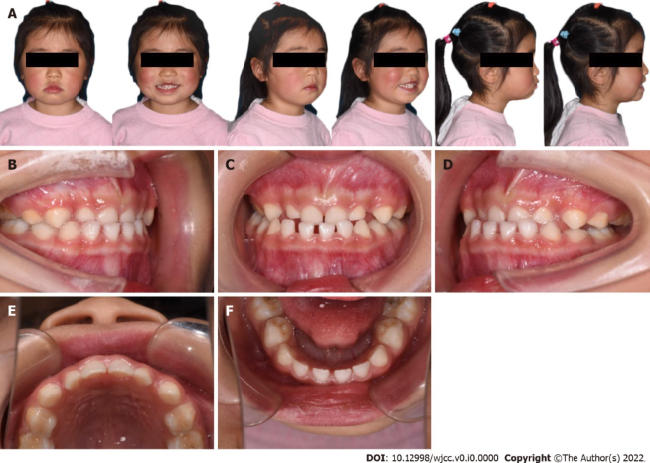 A
B
C
D
E
F
DOI: 10.12998/wjcc.v0.i0.0000 Copyright ©The Author(s) 2022.